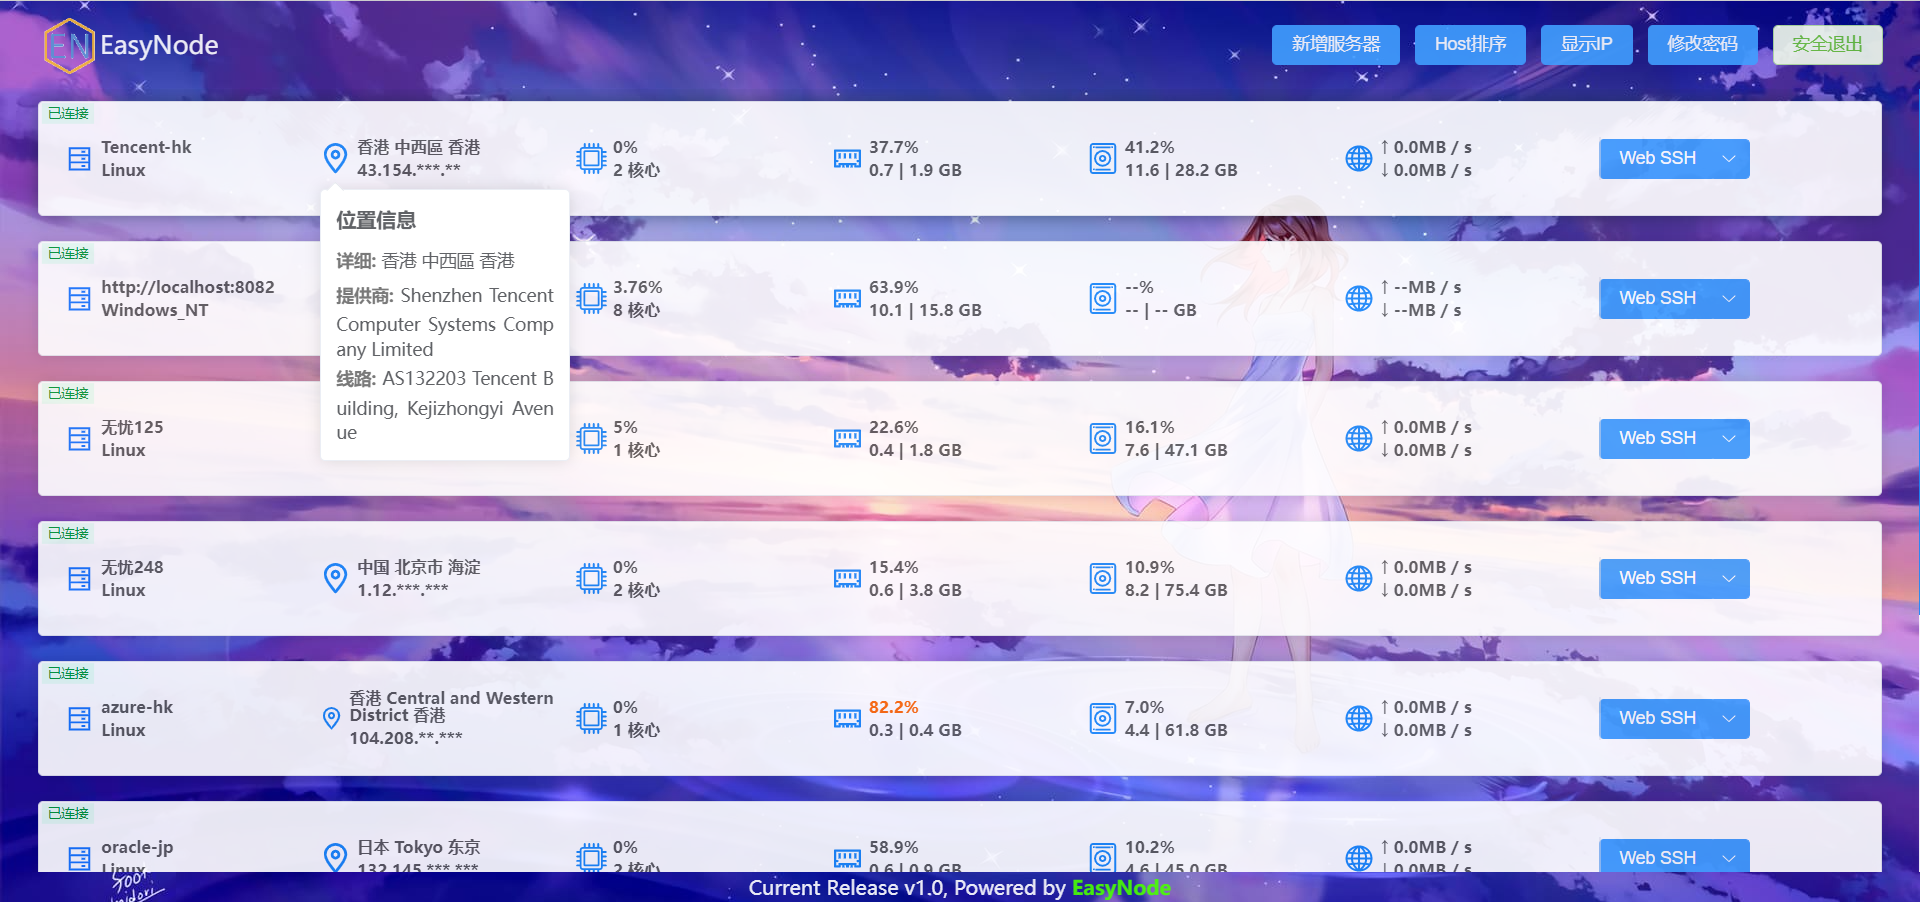 EN EasyNode
新增服务器
Host排序
显示IP
修改密码
安全退出
已连接
Tencent-hk
Linux
香港 中西區 香港
43.154.***.**
0%
2 核心
37.7%
0.7 | 1.9 GB
41.2%
11.6 | 28.2 GB
↑ 0.0MB / s
↓ 0.0MB / s
Web SSH
位置信息
详细: 香港 中西區 香港
提供商: Shenzhen Tencent
Computer Systems Comp
any Limited
线路: AS132203 Tencent B
uilding, Kejizhongyi Aven
ue
已连接
http://localhost:8082
Windows_NT
3.76%
8 核心
63.9%
10.1 | 15.8 GB
--%
-- | -- GB
↑ --MB / s
↓ --MB / s
Web SSH
已连接
无忧125
Linux
5%
1 核心
22.6%
0.4 | 1.8 GB
16.1%
7.6 | 47.1 GB
↑ 0.0MB / s
↓ 0.0MB / s
Web SSH
已连接
无忧248
Linux
中国 北京市 海淀
1.12.***.***
0%
2 核心
15.4%
0.6 | 3.8 GB
10.9%
8.2 | 75.4 GB
↑ 0.0MB / s
↓ 0.0MB / s
Web SSH
已连接
azure-hk
Linux
香港 Central and Western
District 香港
104.208.**.***
0%
1 核心
82.2%
0.3 | 0.4 GB
7.0%
4.4 | 61.8 GB
↑ 0.0MB / s
↓ 0.0MB / s
Web SSH
已连接
oracle-jp
Linux
日本 Tokyo 东京
132.145.***.***
0%
2 核心
58.9%
0.6 | 0.9 GB
10.2%
4.6 | 45.0 GB
↑ 0.0MB / s
↓ 0.0MB / s
Web SSH
Current Release v1.0, Powered by EasyNode